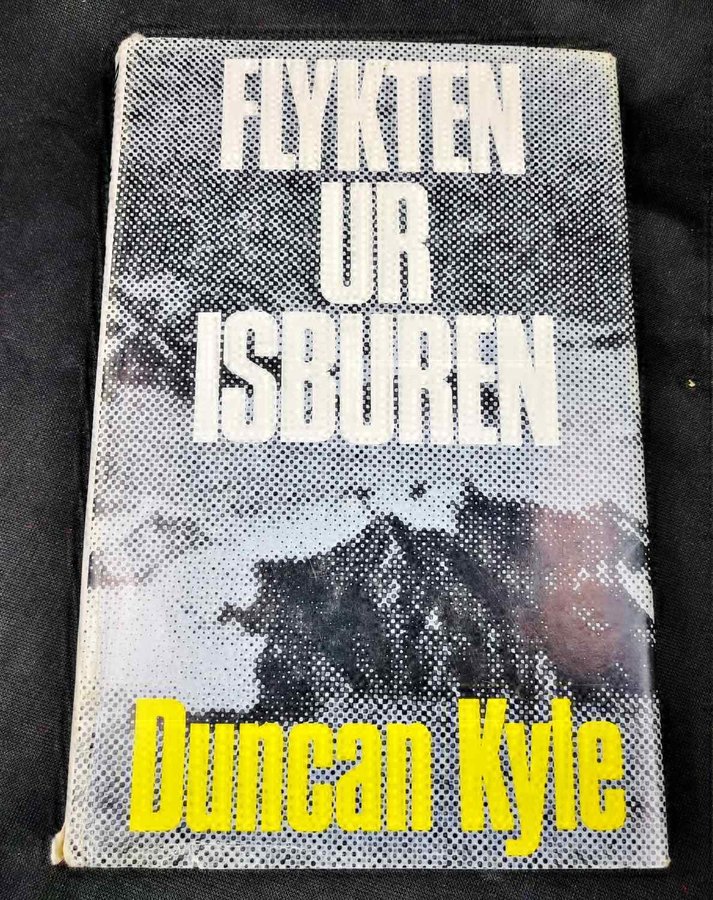 FLYKTEN
UR
ISBUREN
Duncan Kyle